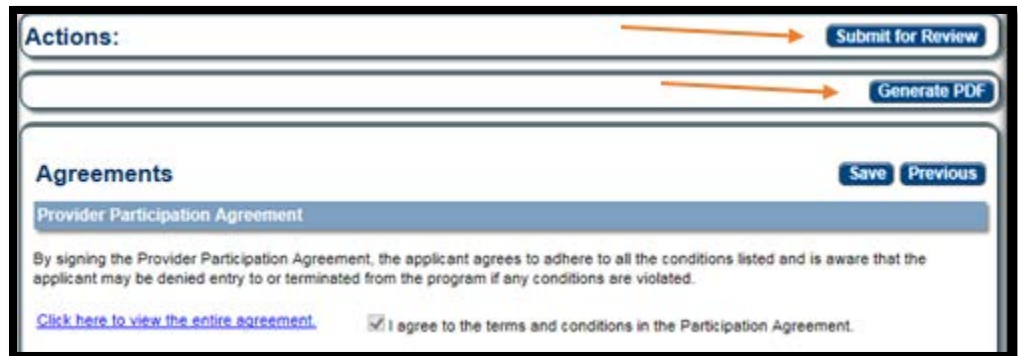 Actions: Submit for Review
Generate PDF
Agreements Save Previous
Provider Participation Agreement
By signing the Provider Participation Agreement, the applicant agrees to adhere to all the conditions listed and is aware that the
applicant may be denied entry to or terminated from the program if any conditions are violated.
Click here to view the entire agreement. I agree to the terms and conditions in the Participation Agreement.